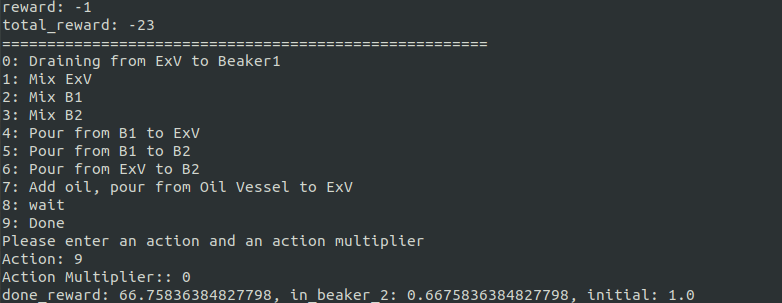 reward: -1
total_reward: -23
======================================================
0: Draining from ExV to Beaker1
1: Mix ExV
2: Mix B1
3: Mix B2
4: Pour from B1 to ExV
5: Pour from B1 to B2
6: Pour from ExV to B2
7: Add oil, pour from Oil Vessel to ExV
8: wait
9: Done
Please enter an action and an action multiplier
Action: 9
Action Multiplier:: 0
done_reward: 66.75836384827798, in_beaker_2: 0.6675836384827798, initial: 1.0